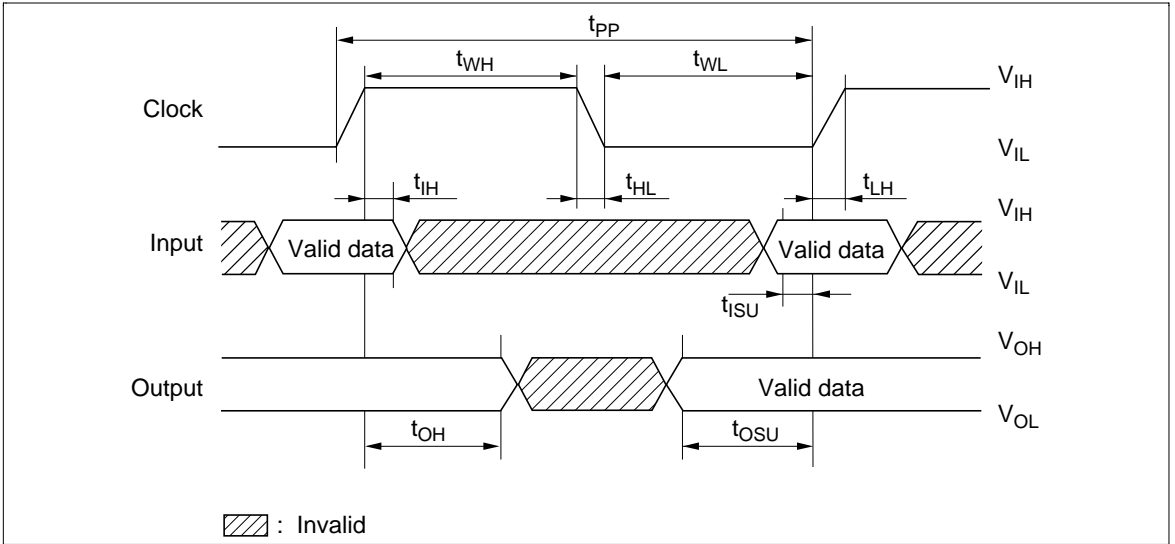 tPP
tWH
tWL
VIH
Clock
VIL
tIH
tHL
tLH
VIH
Input
Valid data
Valid data
VIL
tISU
VOH
Output
Valid data
VOL
tOH
tOSU
: Invalid